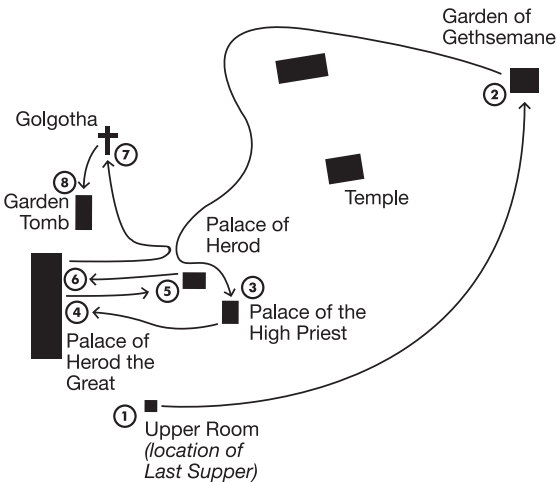 Garden of
Gethsemane
2
Golgotha
7
8
Garden
Tomb
Temple
Palace of
Herod
6
5
3
4
Palace of the
High Priest
Palace of
Herod the
Great
1
Upper Room
(location of
Last Supper)